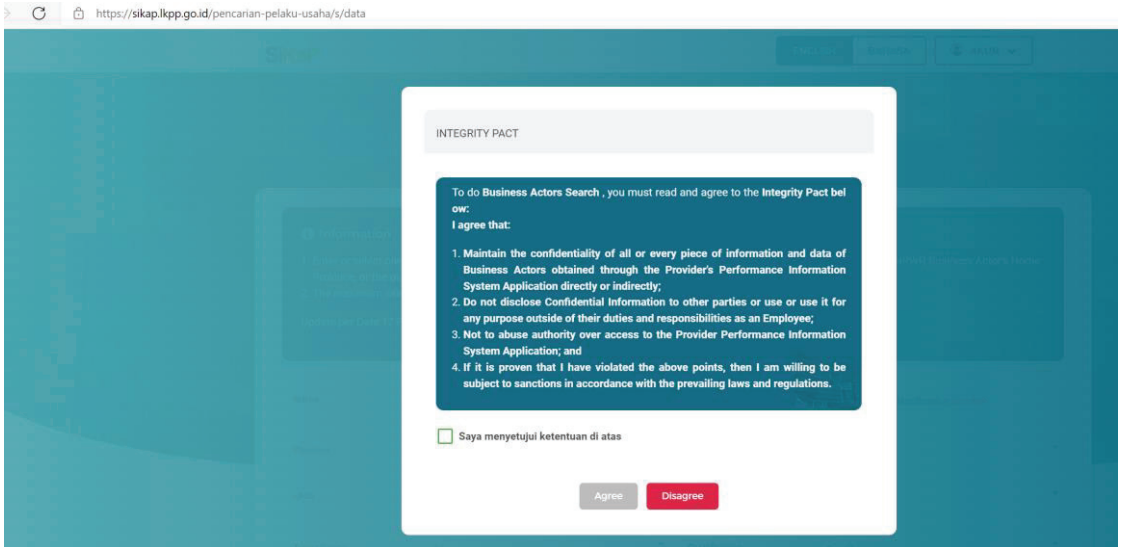 https://sikap.lkpp.go.id/pencarian-pelaku-usaha/s/data
INTEGRITY PACT
To do Business Actors Search , you must read and agree to the Integrity Pact bel
ow:
I agree that:
1. Maintain the confidentiality of all or every piece of information and data of
Business Actors obtained through the Provider's Performance Information
System Application directly or indirectly;
2. Do not disclose Confidential Information to other parties or use or use it for
any purpose outside of their duties and responsibilities as an Employee;
3. Not to abuse authority over access to the Provider Performance Information
System Application; and
4. If it is proven that I have violated the above points, then I am willing to be
subject to sanctions in accordance with the prevailing laws and regulations.
Saya menyetujui ketentuan di atas
Agree
Disagree